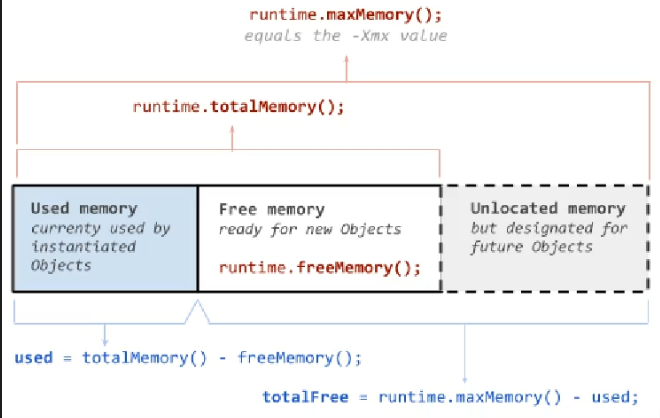 runtime.maxMemory();
equals the -Xmx value
runtime.totalMemory();
Used memory
currenty used by
instantiated
Objects
Free memory
ready for new Objects
runtime.freeMemory();
Unlocated memory
but designated for
future Objects
used = totalMemory() - freeMemory();
totalFree = runtime.maxMemory() - used;